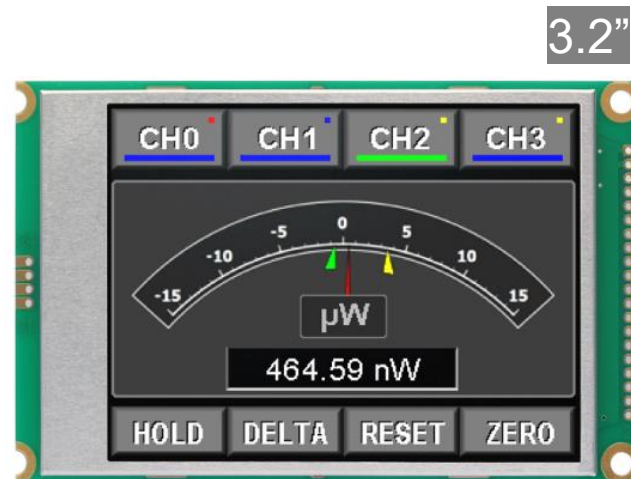 3.2”
CH0 CH1 CH2 CH3
-15 -10 -5 0 5 10 15
µW
464.59 nW
HOLD DELTA RESET ZERO